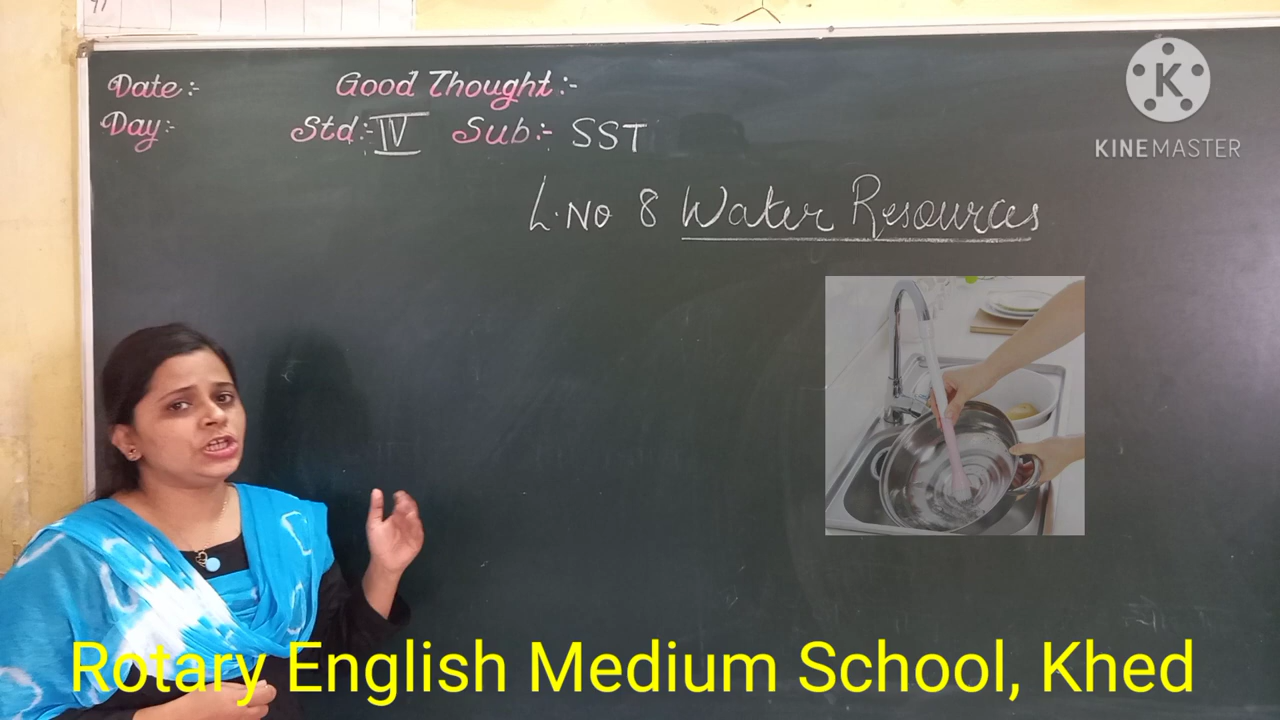 Date:- Good Thought:-
Day:- Std:- IV Sub:- SST
L.No 8 Water Resources
K
KINEMASTER
Rotary English Medium School, Khed